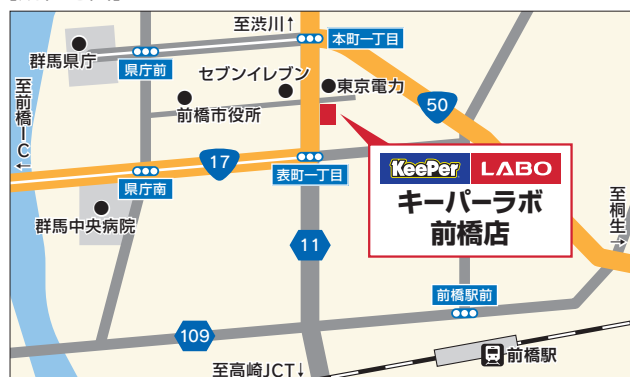 至渋川↑
本町一丁目
群馬県庁
県庁前
セブンイレブン
東京電力
至前橋IC←
前橋市役所
50
17
KeePer LABO
キーパーラボ
前橋店
県庁南
表町一丁目
至桐生→
群馬中央病院
11
前橋駅前
109
前橋駅
至高崎JCT↓